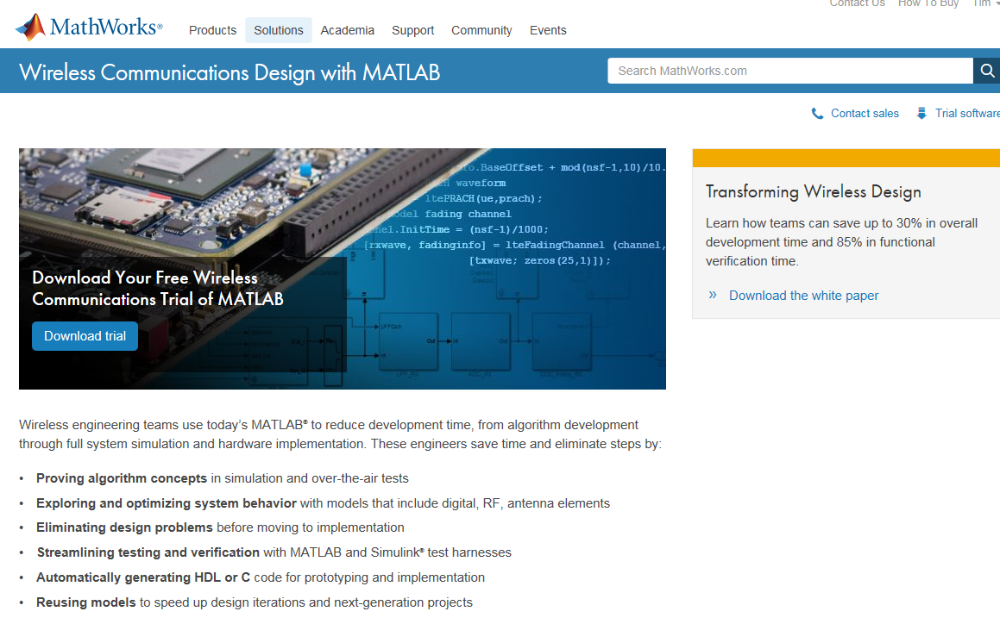 Contact Us How To Buy Tim
MathWorks®
Products Solutions Academia Support Community Events
Wireless Communications Design with MATLAB
Search MathWorks.com
Contact sales Trial software
fo.BaseOffset + mod(nsf-1,10)/10.
waveform
ltePRACH(ue,prach);
fading channel
.InitTime = (nsf-1)/1000;
[rxwave, fadinginfo] = lteFadingChannel (channel,
[txwave; zeros(25,1)]);
Download Your Free Wireless
Communications Trial of MATLAB
Download trial
Out In Out In
Transforming Wireless Design
Learn how teams can save up to 30% in overall
development time and 85% in functional
verification time.
» Download the white paper
Wireless engineering teams use today's MATLAB® to reduce development time, from algorithm development
through full system simulation and hardware implementation. These engineers save time and eliminate steps by:
• Proving algorithm concepts in simulation and over-the-air tests
• Exploring and optimizing system behavior with models that include digital, RF, antenna elements
• Eliminating design problems before moving to implementation
• Streamlining testing and verification with MATLAB and Simulink® test harnesses
• Automatically generating HDL or C code for prototyping and implementation
• Reusing models to speed up design iterations and next-generation projects